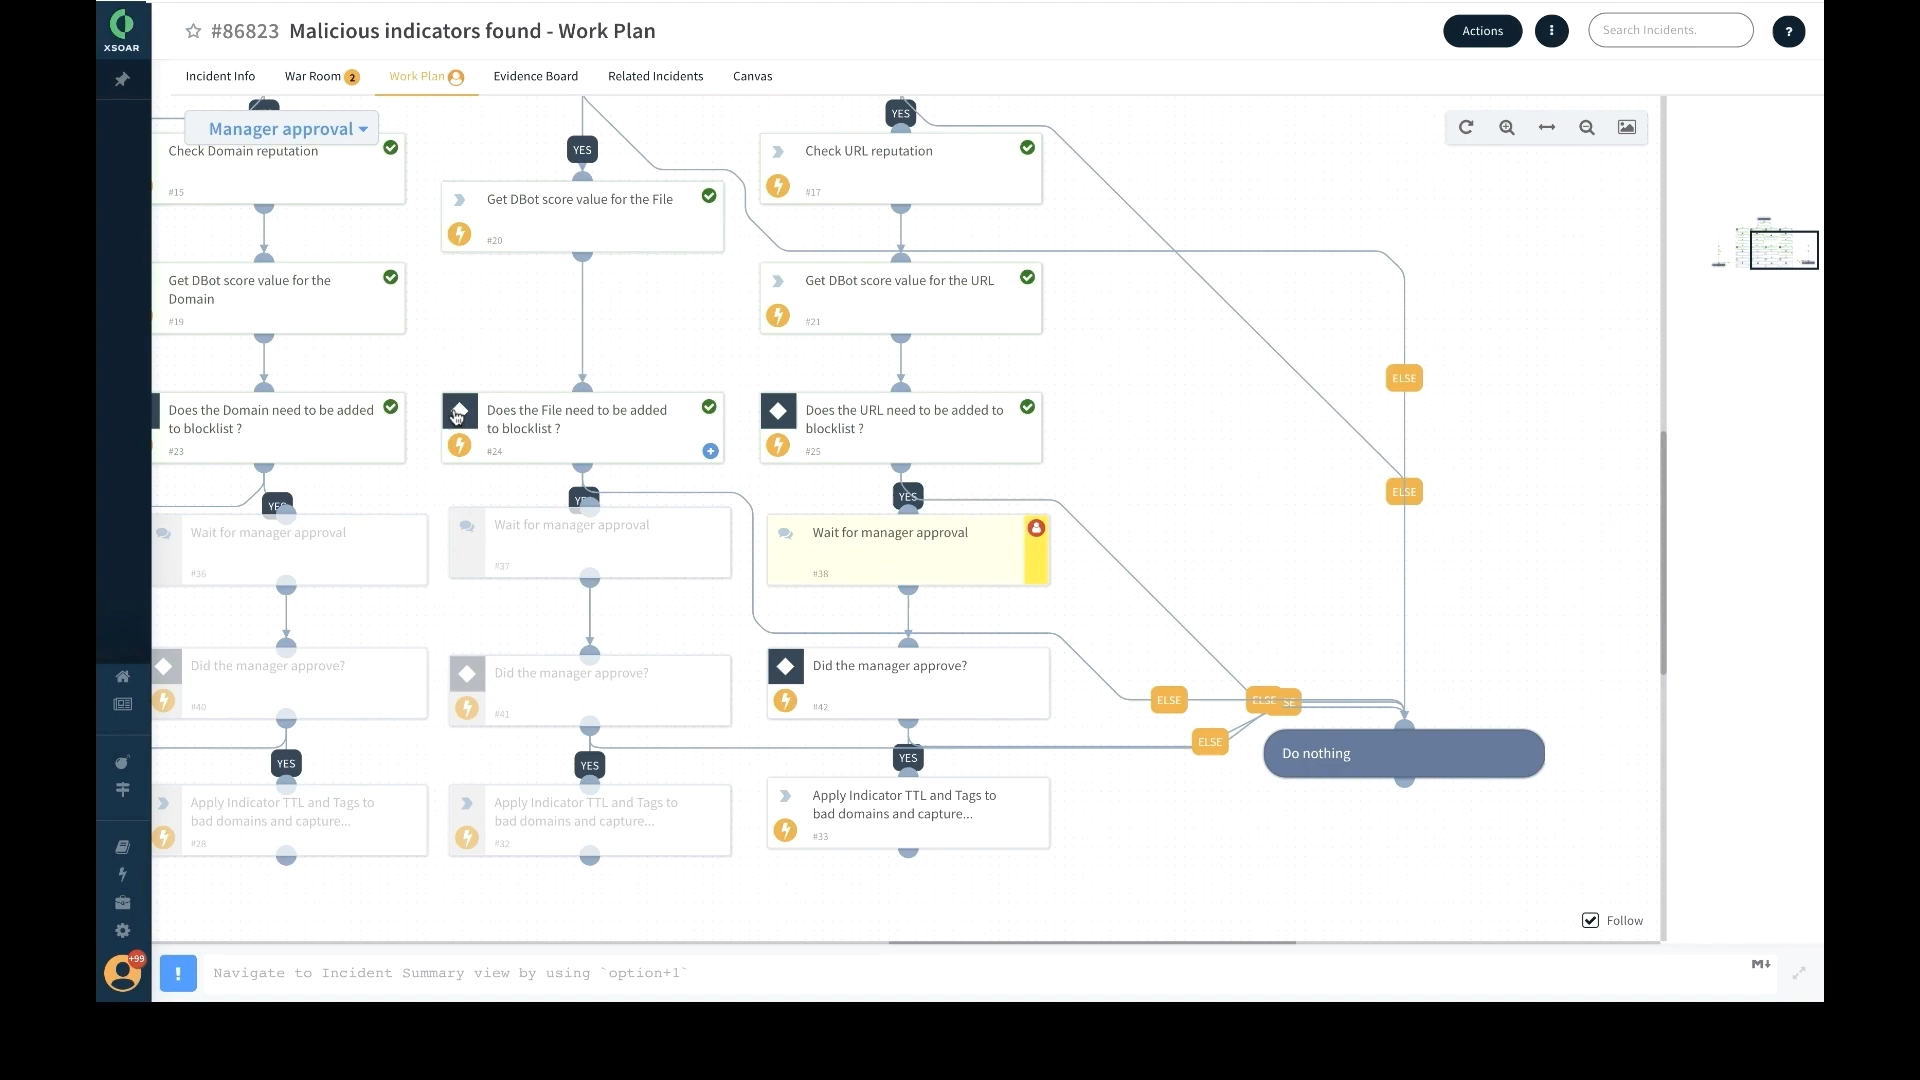 XSOAR
#86823 Malicious indicators found - Work Plan
Actions
Search Incidents.
?
Incident Info
War Room 2
Work Plan
Evidence Board
Related Incidents
Canvas
Manager approval
YES
YES
Check Domain reputation
#15
Get DBot score value for the File
#20
Check URL reputation
#17
Get DBot score value for the
Domain
#19
Get DBot score value for the URL
#21
ELSE
Does the Domain need to be added
to blocklist ?
#23
Does the File need to be added
to blocklist ?
#24
Does the URL need to be added to
blocklist ?
#25
ELSE
YES
Wait for manager approval
#36
Wait for manager approval
#37
Wait for manager approval
#38
Did the manager approve?
#40
Did the manager approve?
#41
Did the manager approve?
#42
ELSE
ELSE
ELSE
YES
YES
YES
Do nothing
Apply Indicator TTL and Tags to
bad domains and capture...
#28
Apply Indicator TTL and Tags to
bad domains and capture...
#32
Apply Indicator TTL and Tags to
bad domains and capture...
#33
Follow
+99
!
Navigate to Incident Summary view by using `option+1`
M↓